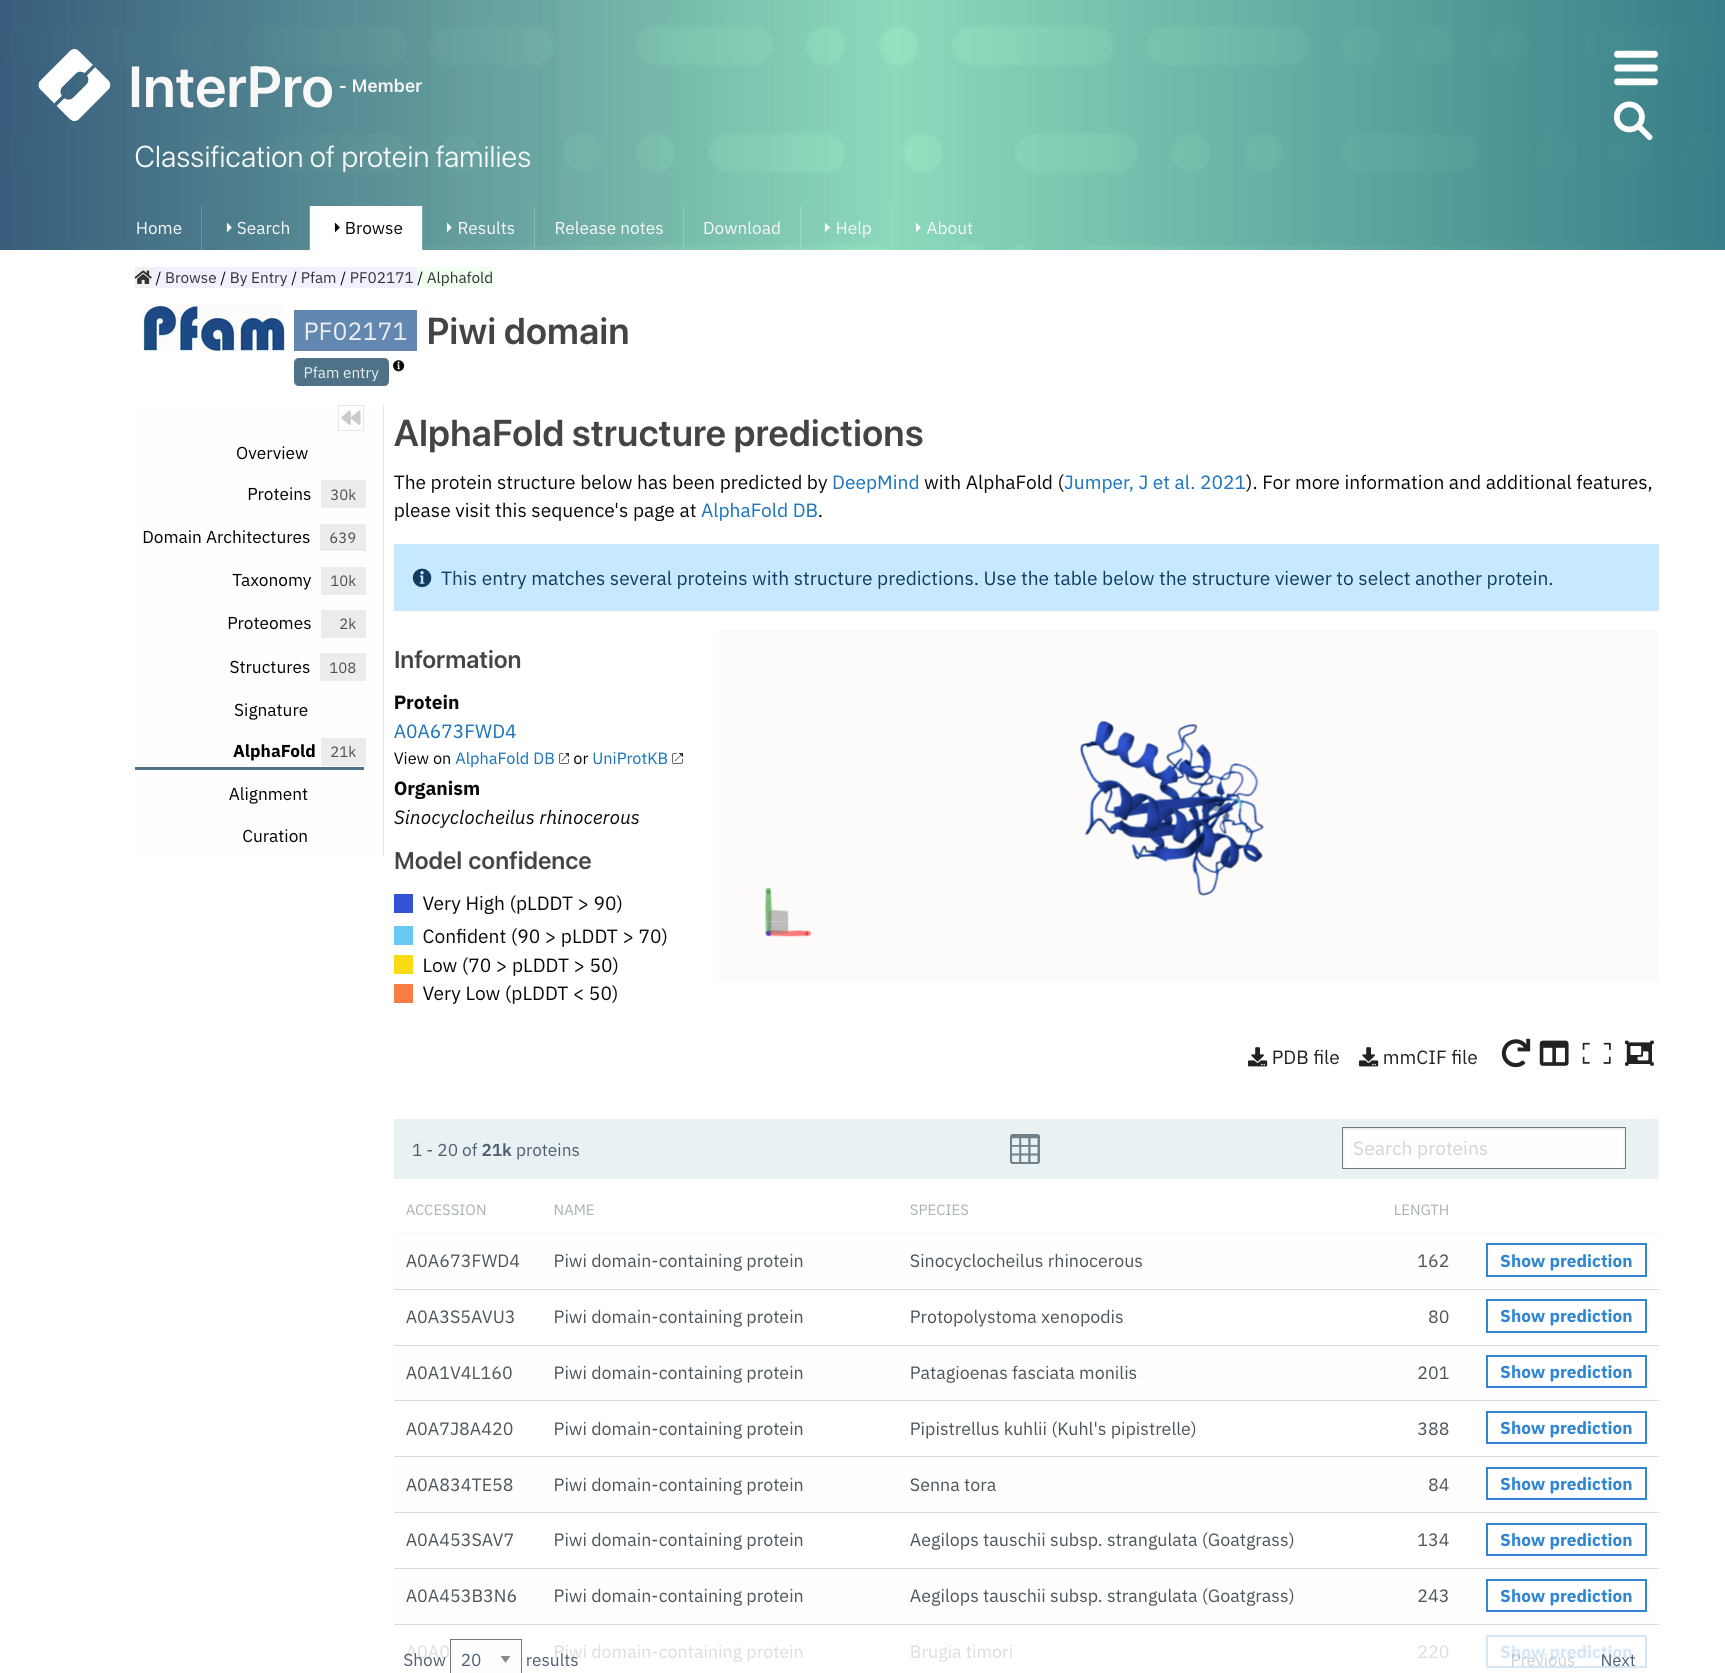 InterPro - Member
Classification of protein families
Home Search Browse Results Release notes Download Help About
/ Browse / By Entry / Pfam / PF02171 / Alphafold
Pfam PF02171 Piwi domain
Pfam entry
Overview
Proteins 30k
Domain Architectures 639
Taxonomy 10k
Proteomes 2k
Structures 108
Signature
AlphaFold 21k
Alignment
Curation
AlphaFold structure predictions
The protein structure below has been predicted by DeepMind with AlphaFold (Jumper, J et al. 2021). For more information and additional features,
please visit this sequence's page at AlphaFold DB.
This entry matches several proteins with structure predictions. Use the table below the structure viewer to select another protein.
Information
Protein
A0A673FWD4
View on AlphaFold DB or UniProtKB
Organism
Sinocyclocheilus rhinocerous
Model confidence
Very High (pLDDT > 90)
Confident (90 > pLDDT > 70)
Low (70 > pLDDT > 50)
Very Low (pLDDT < 50)
PDB file mmCIF file
1 - 20 of 21k proteins
Search proteins
ACCESSION NAME SPECIES LENGTH
A0A673FWD4 Piwi domain-containing protein Sinocyclocheilus rhinocerous 162 Show prediction
A0A3S5AVU3 Piwi domain-containing protein Protopolystoma xenopodis 80 Show prediction
A0A1V4L160 Piwi domain-containing protein Patagioenas fasciata monilis 201 Show prediction
A0A7J8A420 Piwi domain-containing protein Pipistrellus kuhlii (Kuhl's pipistrelle) 388 Show prediction
A0A834TE58 Piwi domain-containing protein Senna tora 84 Show prediction
A0A453SAV7 Piwi domain-containing protein Aegilops tauschii subsp. strangulata (Goatgrass) 134 Show prediction
A0A453B3N6 Piwi domain-containing protein Aegilops tauschii subsp. strangulata (Goatgrass) 243 Show prediction
Piwi domain-containing protein Brugia timori 220 Show prediction
Show 20 results Previous Next